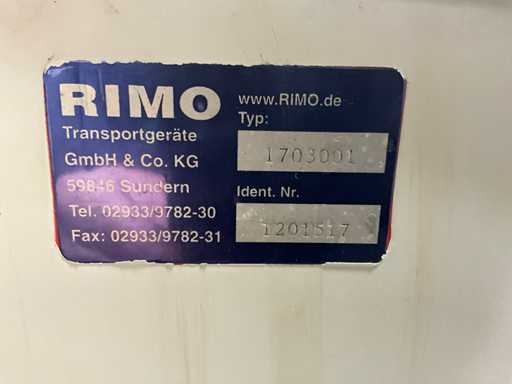 RIMO
Transportgeräte
GmbH & Co. KG
59846 Sundern
Tel. 02933/9782-30
Fax: 02933/9782-31
www.RIMO.de
Typ:
1703001
Ident. Nr.
1201517